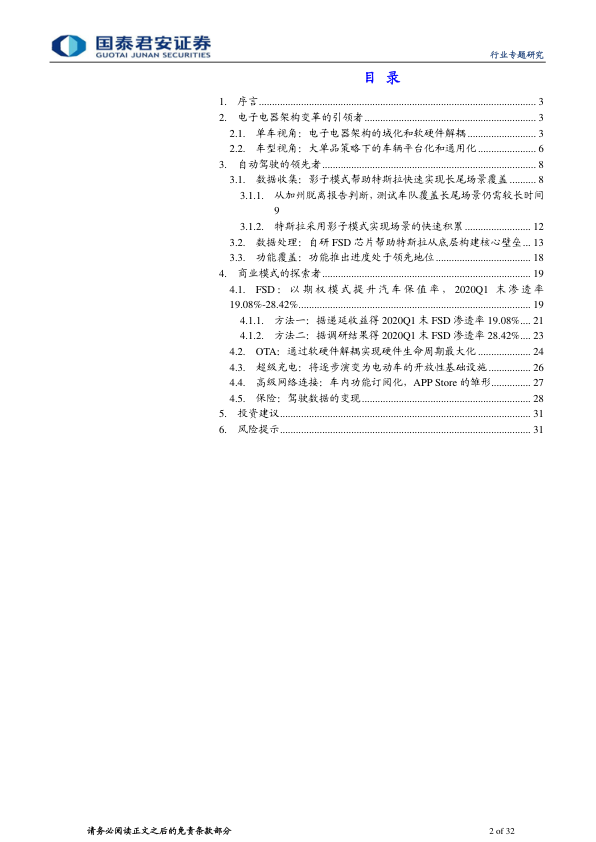 国泰君安证券
GUOTAI JUNAN SECURITIES
行业专题研究
目 录
1. 序言 ........ 3
2. 电子电器架构变革的引领者 ........ 3
2.1. 单车视角：电子电器架构的域化和软硬件解耦 ........ 3
2.2. 车型视角：大单品策略下的车辆平台化和通用化 ........ 6
3. 自动驾驶的领先者 ........ 8
3.1. 数据收集：影子模式帮助特斯拉快速实现长尾场景覆盖 ........ 8
3.1.1. 从加州脱离报告判断，测试车队覆盖长尾场景仍需较长时间
9
3.1.2. 特斯拉采用影子模式实现场景的快速积累 ........ 12
3.2. 数据处理：自研 FSD 芯片帮助特斯拉从底层构建核心壁垒 ... 13
3.3. 功能覆盖：功能推出进度处于领先地位 ........ 18
4. 商业模式的探索者 ........ 19
4.1. FSD：以期权模式提升汽车保值率，2020Q1 末渗透率
19.08%-28.42% ........ 19
4.1.1. 方法一：据递延收益得 2020Q1 末 FSD 渗透率 19.08% .... 21
4.1.2. 方法二：据调研结果得 2020Q1 末 FSD 渗透率 28.42% .... 23
4.2. OTA：通过软硬件解耦实现硬件生命周期最大化 ........ 24
4.3. 超级充电：将逐步演变为电动车的开放性基础设施 ........ 26
4.4. 高级网络连接：车内功能订阅化，APP Store 的雏形 ........ 27
4.5. 保险：驾驶数据的变现 ........ 28
5. 投资建议 ........ 31
6. 风险提示 ........ 31
请务必阅读正文之后的免责条款部分
2 of 32